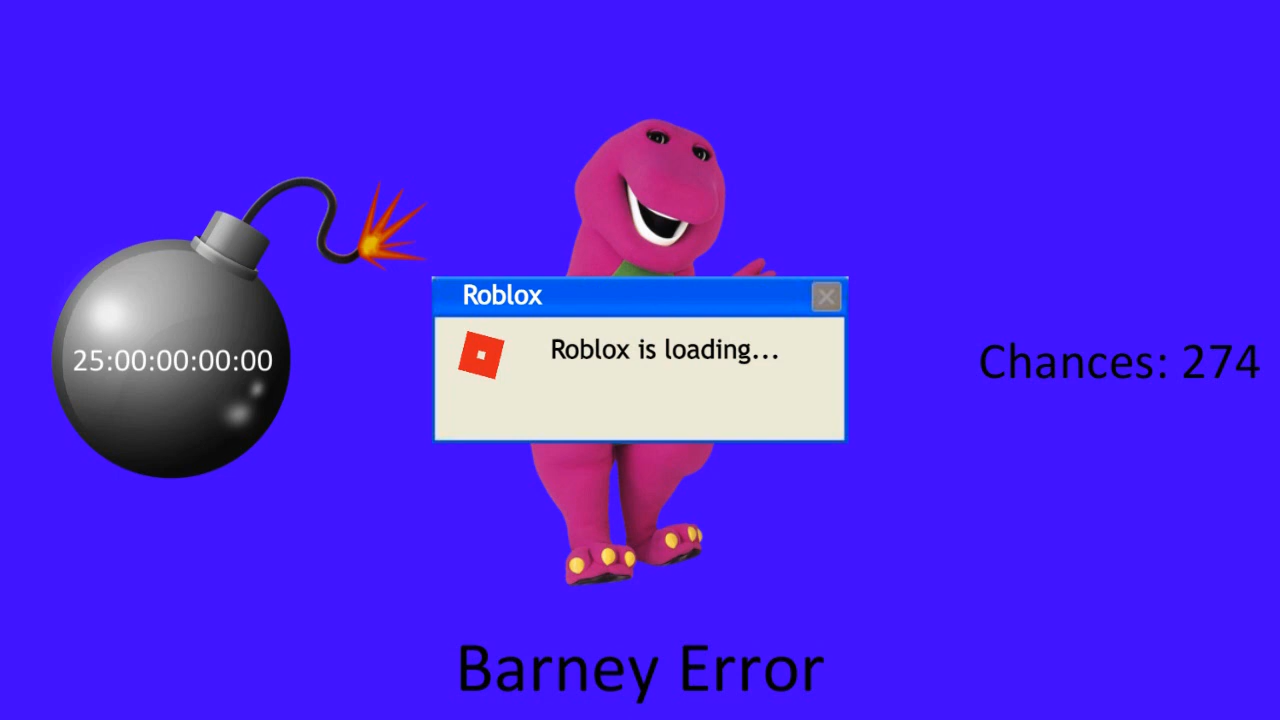 Roblox
Roblox is loading...
25:00:00:00:00
Chances: 274
Barney Error